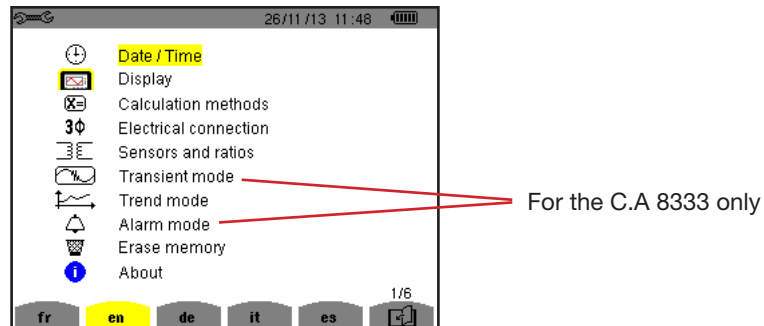 26/11/13 11:48
Date / Time
Display
X= Calculation methods
3Φ Electrical connection
Sensors and ratios
Transient mode
Trend mode
Alarm mode
Erase memory
i About
For the C.A 8333 only
1/6
fr en de it es